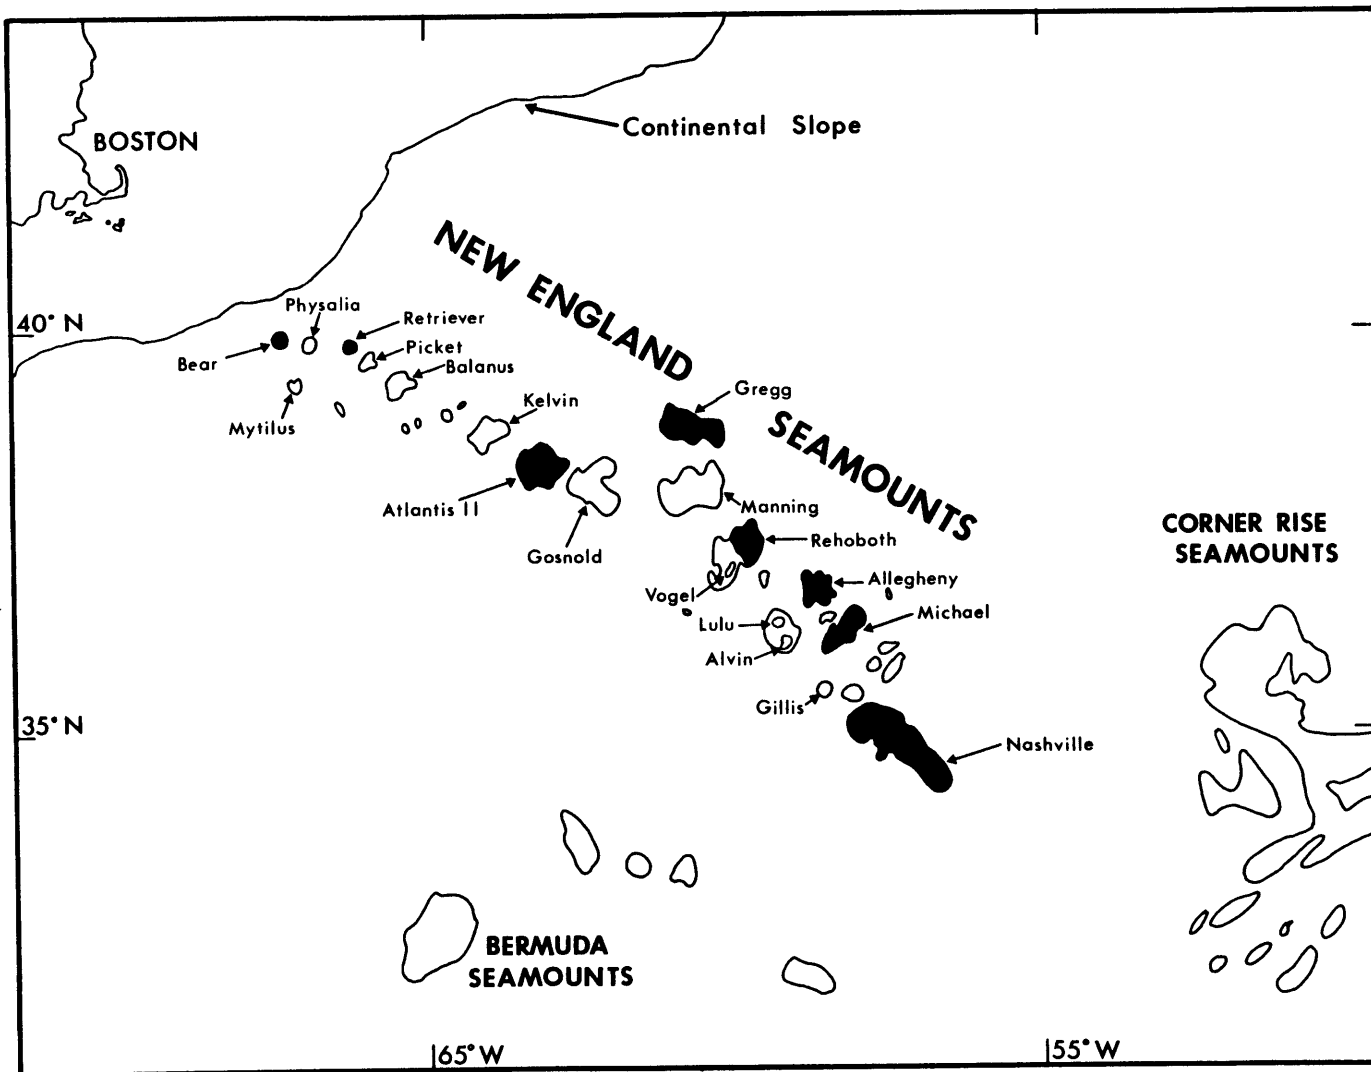 Continental Slope
BOSTON
NEW ENGLAND SEAMOUNTS
Physalia
40° N
Retriever
Picket
Bear
Balanus
Gregg
Kelvin
Mytilus
Atlantis II
Manning
CORNER RISE
SEAMOUNTS
Rehoboth
Gosnold
Allegheny
Vogel
Michael
Lulu
Alvin
Gillis
35° N
Nashville
BERMUDA
SEAMOUNTS
65° W
55° W